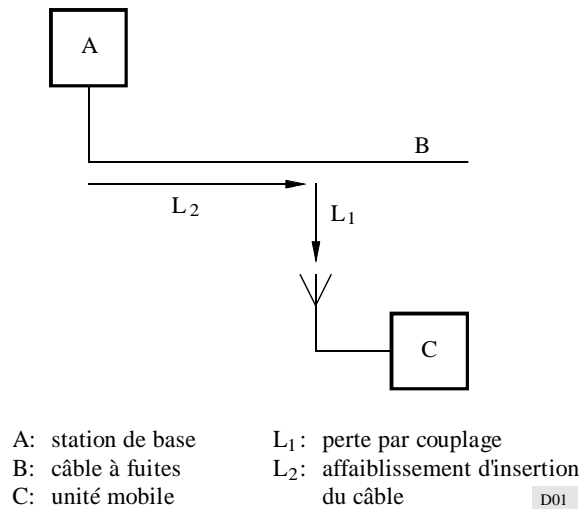 A
B
L2
L1
C
A: station de base
B: câble à fuites
C: unité mobile
L1: perte par couplage
L2: affaiblissement d'insertion
du câble
D01